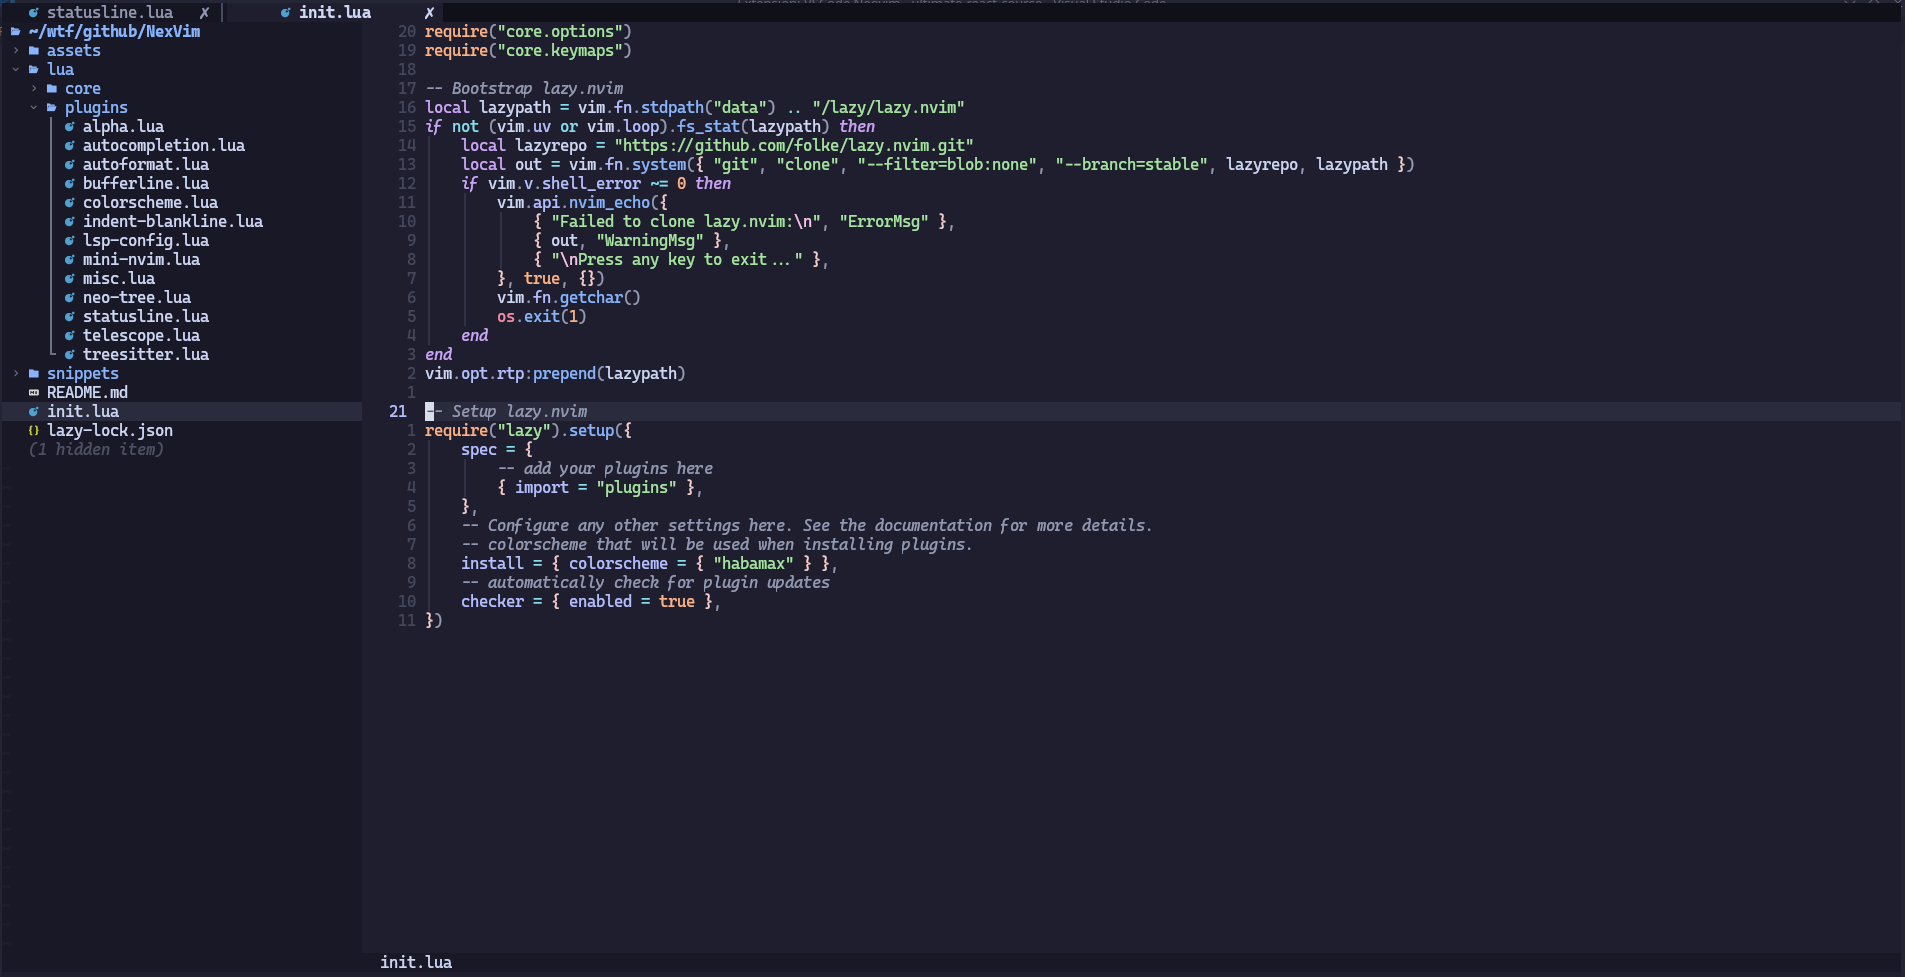 Extension: VSCode Neovim - ultimate-react-course - Visual Studio Code
statusline.lua ✗ init.lua ✗
~/wtf/github/NexVim
assets
lua
core
plugins
alpha.lua
autocompletion.lua
autoformat.lua
bufferline.lua
colorscheme.lua
indent-blankline.lua
lsp-config.lua
mini-nvim.lua
misc.lua
neo-tree.lua
statusline.lua
telescope.lua
treesitter.lua
snippets
README.md
init.lua
lazy-lock.json
(1 hidden item)
20 require("core.options")
19 require("core.keymaps")
18
17 -- Bootstrap lazy.nvim
16 local lazypath = vim.fn.stdpath("data") .. "/lazy/lazy.nvim"
15 if not (vim.uv or vim.loop).fs_stat(lazypath) then
14 local lazyrepo = "https://github.com/folke/lazy.nvim.git"
13 local out = vim.fn.system({ "git", "clone", "--filter=blob:none", "--branch=stable", lazyrepo, lazypath })
12 if vim.v.shell_error ~= 0 then
11 vim.api.nvim_echo({
10 { "Failed to clone lazy.nvim:\n", "ErrorMsg" },
9 { out, "WarningMsg" },
8 { "\nPress any key to exit..." },
7 }, true, {})
6 vim.fn.getchar()
5 os.exit(1)
4 end
3 end
2 vim.opt.rtp:prepend(lazypath)
1
21 -- Setup lazy.nvim
1 require("lazy").setup({
2 spec = {
3 -- add your plugins here
4 { import = "plugins" },
5 },
6 -- Configure any other settings here. See the documentation for more details.
7 -- colorscheme that will be used when installing plugins.
8 install = { colorscheme = { "habamax" } },
9 -- automatically check for plugin updates
10 checker = { enabled = true },
11 })
init.lua